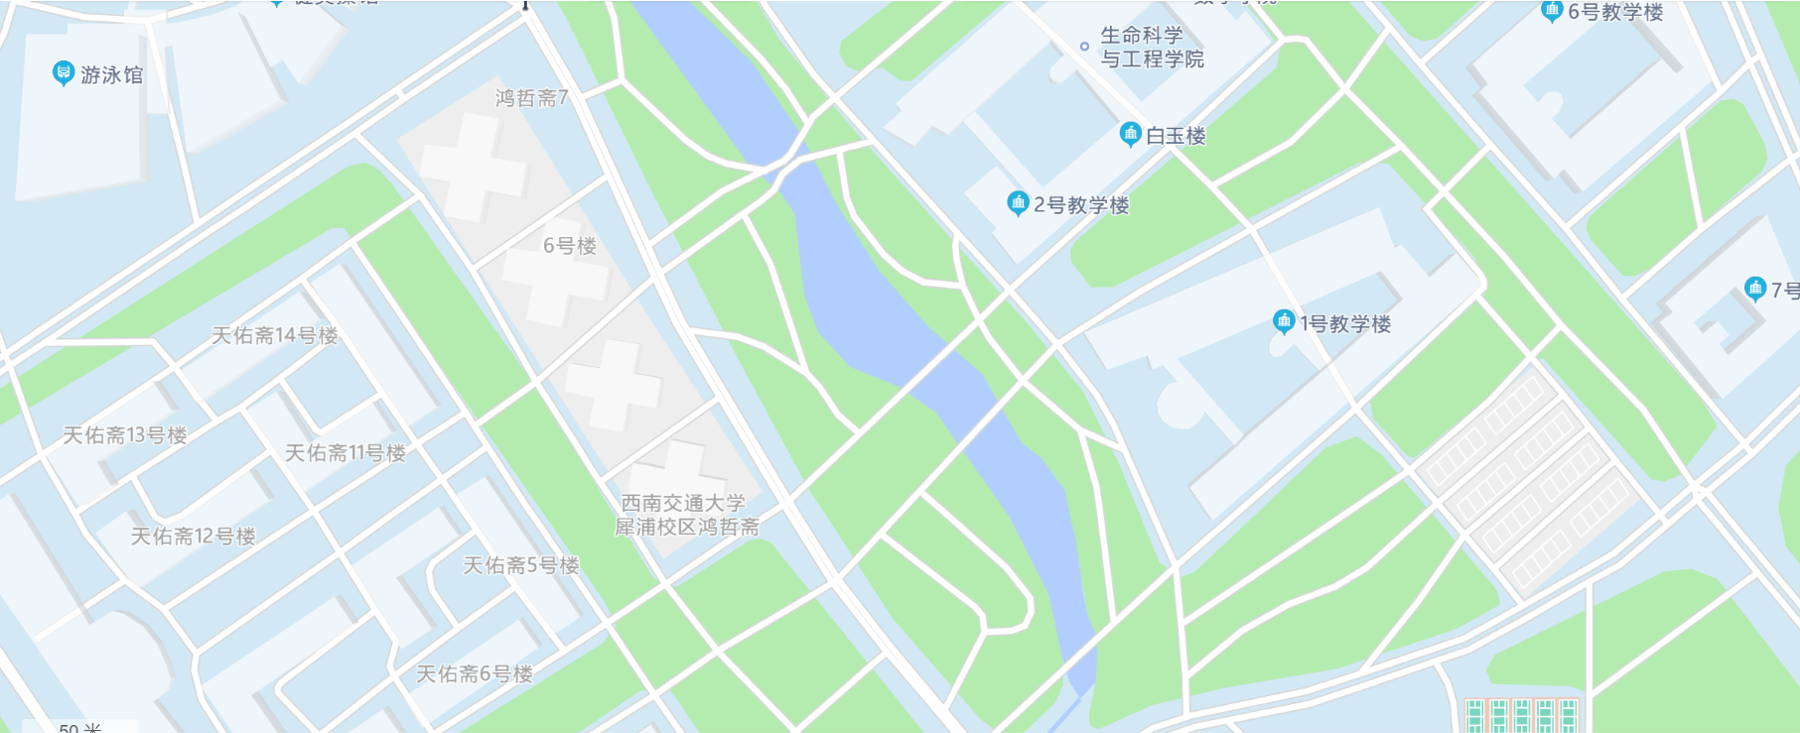 6号教学楼
生命科学
与工程学院
游泳馆
鸿哲斋7
白玉楼
2号教学楼
6号楼
7号
1号教学楼
天佑斋14号楼
天佑斋13号楼
天佑斋11号楼
西南交通大学
犀浦校区鸿哲斋
天佑斋12号楼
天佑斋5号楼
天佑斋6号楼
50 米